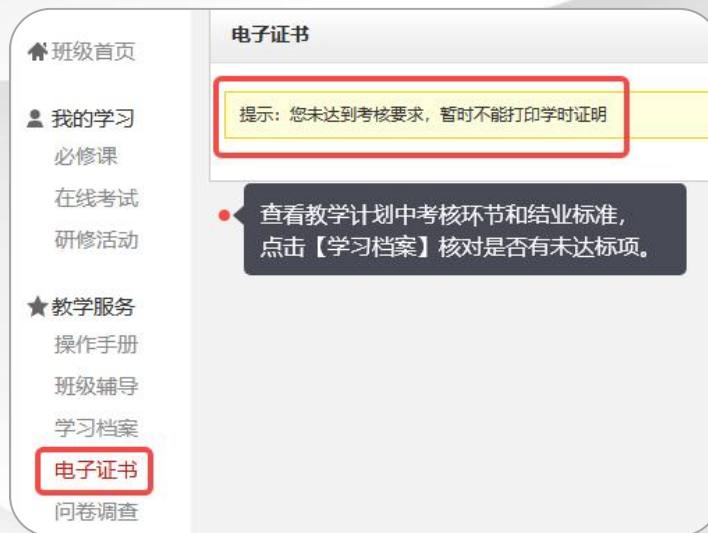 班级首页
我的学习
必修课
在线考试
研修活动
教学服务
操作手册
班级辅导
学习档案
电子证书
问卷调查
电子证书
提示：您未达到考核要求，暂时不能打印学时证明
查看教学计划中考核环节和结业标准，
点击【学习档案】核对是否有未达标项。